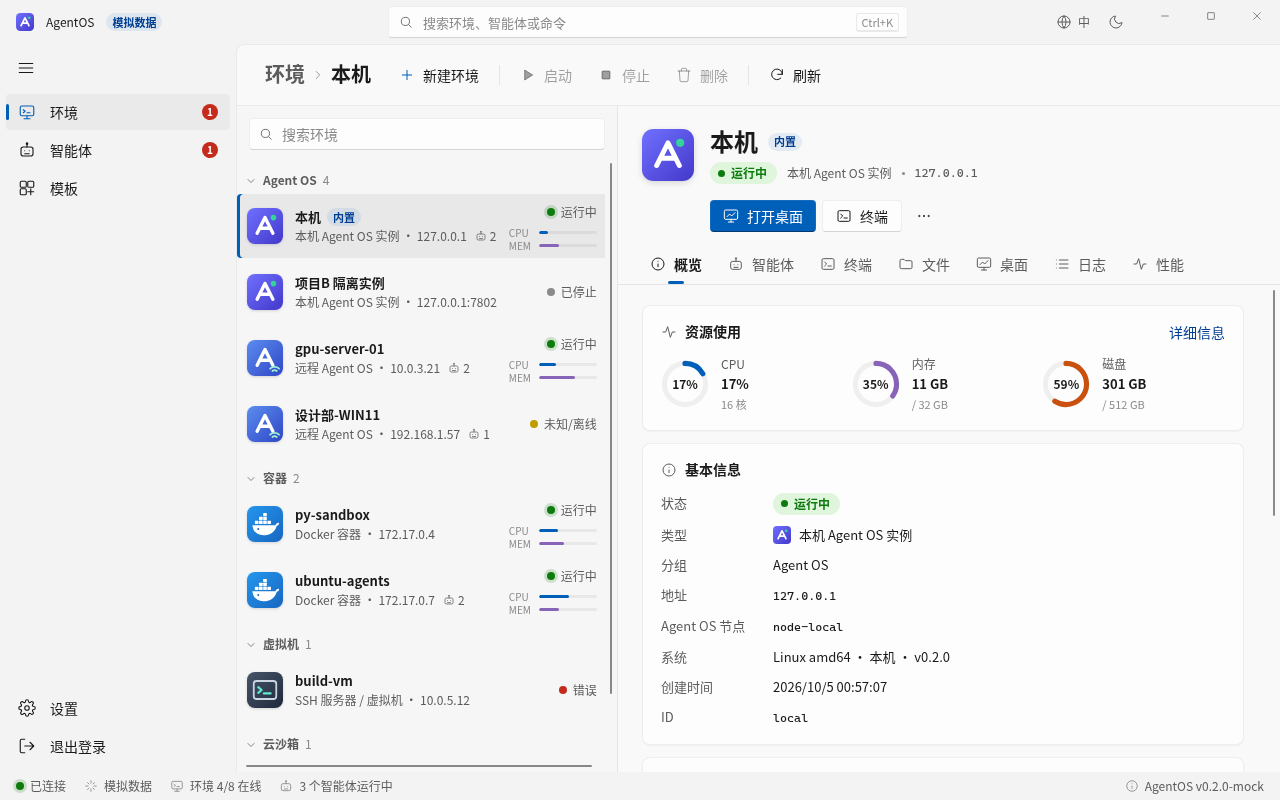 AgentOS 模拟数据
搜索环境、智能体或命令 Ctrl+K
中
环境 1
智能体 1
模板
设置
退出登录
环境 本机 新建环境 启动 停止 删除 刷新
搜索环境
Agent OS 4
本机 内置 运行中
本机 Agent OS 实例 • 127.0.0.1 2
CPU
MEM
项目B 隔离实例 已停止
本机 Agent OS 实例 • 127.0.0.1:7802
gpu-server-01 运行中
远程 Agent OS • 10.0.3.21 2
CPU
MEM
设计部-WIN11 未知/离线
远程 Agent OS • 192.168.1.57 1
容器 2
py-sandbox 运行中
Docker 容器 • 172.17.0.4
CPU
MEM
ubuntu-agents 运行中
Docker 容器 • 172.17.0.7 2
CPU
MEM
虚拟机 1
build-vm 错误
SSH 服务器 / 虚拟机 • 10.0.5.12
云沙箱 1
本机 内置
运行中 本机 Agent OS 实例 • 127.0.0.1
打开桌面 终端 ···
概览 智能体 终端 文件 桌面 日志 性能
资源使用 详细信息
17% CPU
17%
16 核
35% 内存
11 GB
/ 32 GB
59% 磁盘
301 GB
/ 512 GB
基本信息
状态 运行中
类型 本机 Agent OS 实例
分组 Agent OS
地址 127.0.0.1
Agent OS 节点 node-local
系统 Linux amd64 • 本机 • v0.2.0
创建时间 2026/10/5 00:57:07
ID local
已连接 模拟数据 环境 4/8 在线 3 个智能体运行中 AgentOS v0.2.0-mock